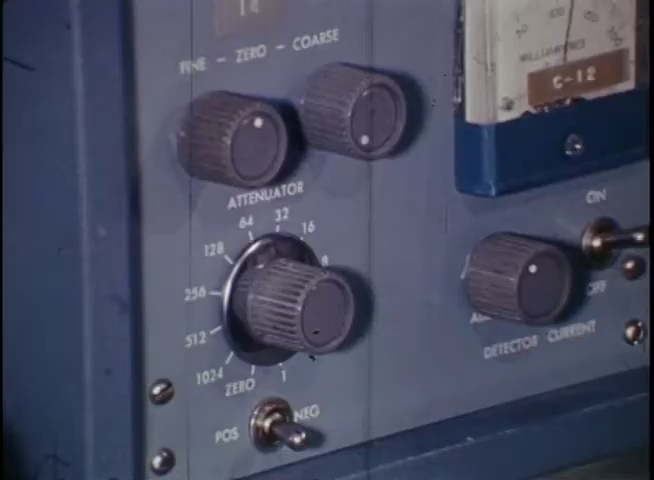 14
FINE - ZERO - COARSE
MILLIAMPERES
C-12
ATTENUATOR
64
32
16
128
8
256
512
1024
ZERO
1
ON
OFF
DETECTOR CURRENT
POS
NEG